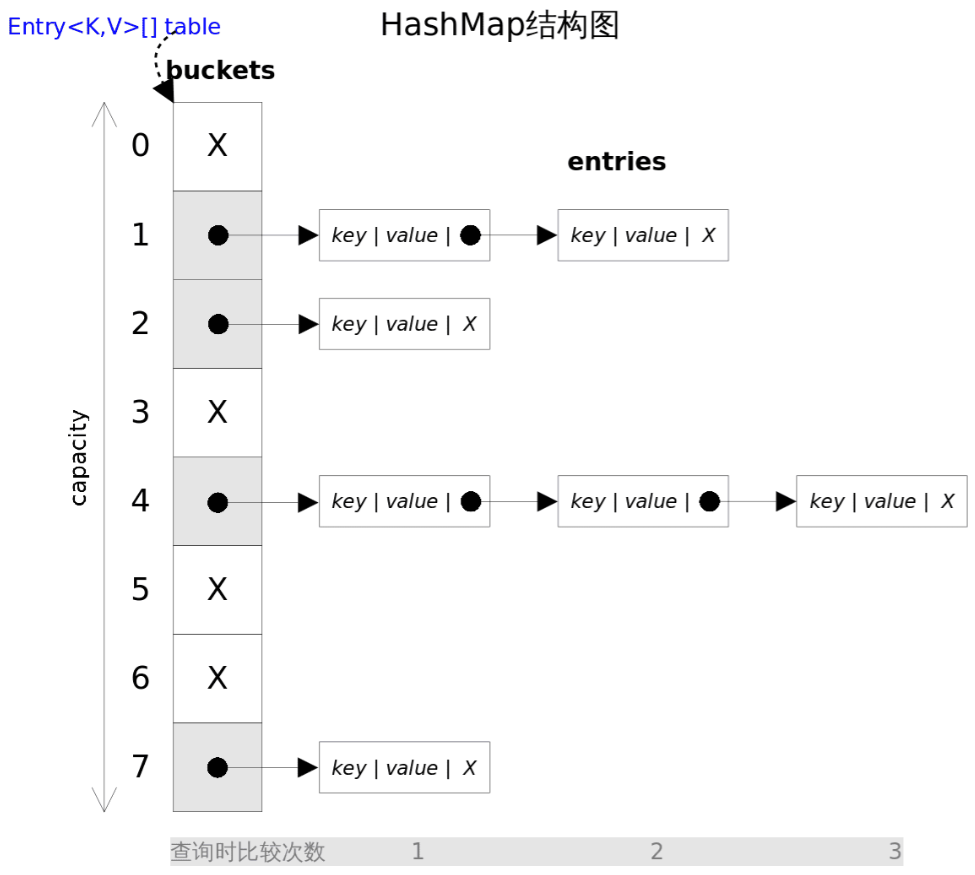 Entry<K,V>[] table
HashMap结构图
buckets
entries
capacity
0 X
1 key | value | key | value | X
2 key | value | X
3 X
4 key | value | key | value | key | value | X
5 X
6 X
7 key | value | X
查询时比较次数 1 2 3